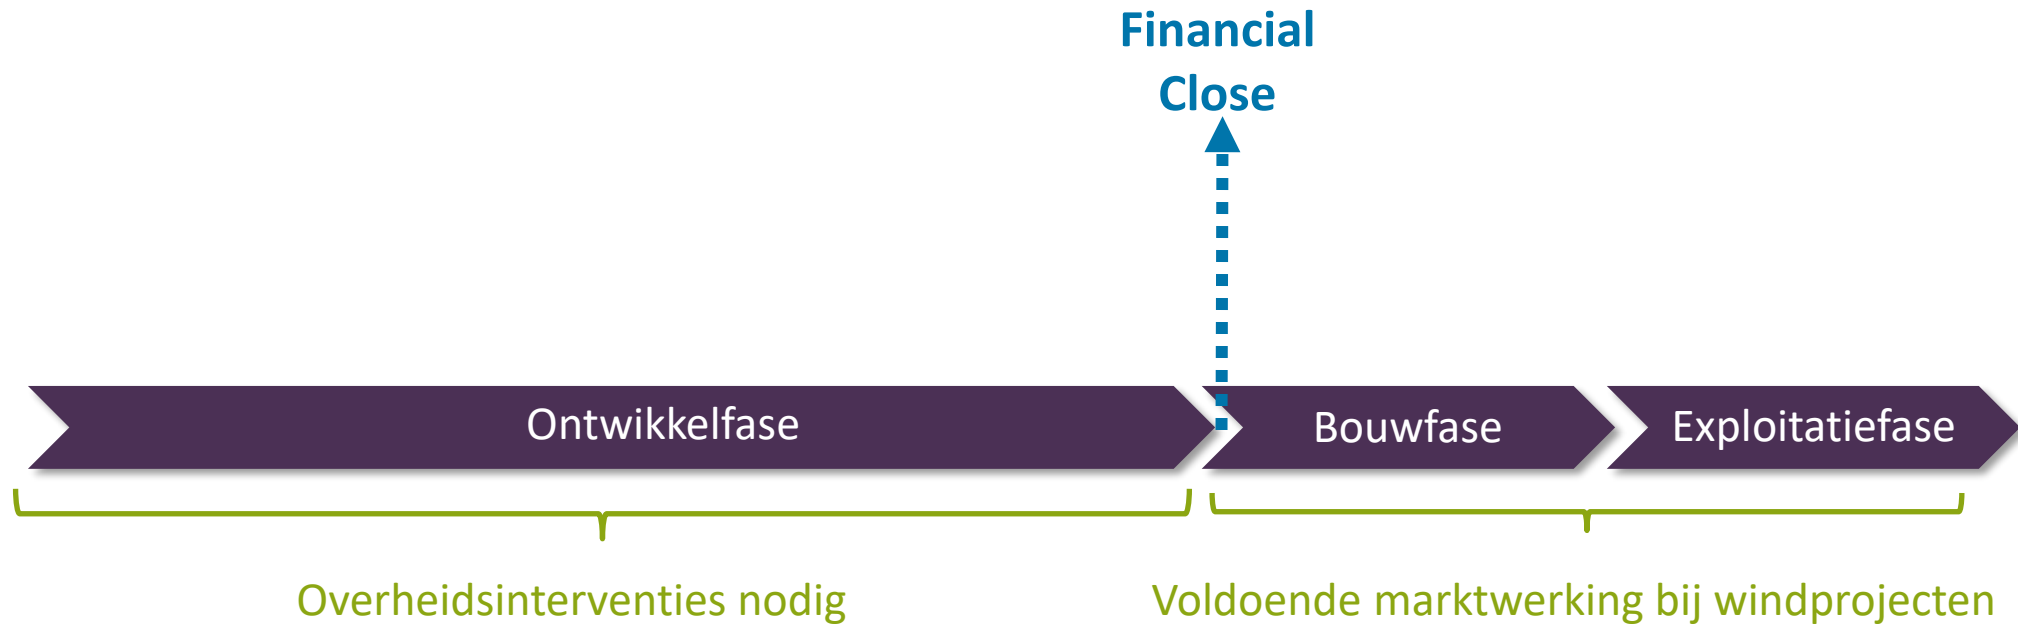 Financial
Close
Ontwikkelfase
Bouwfase
Exploitatiefase
Overheidsinterventies nodig
Voldoende marktwerking bij windprojecten